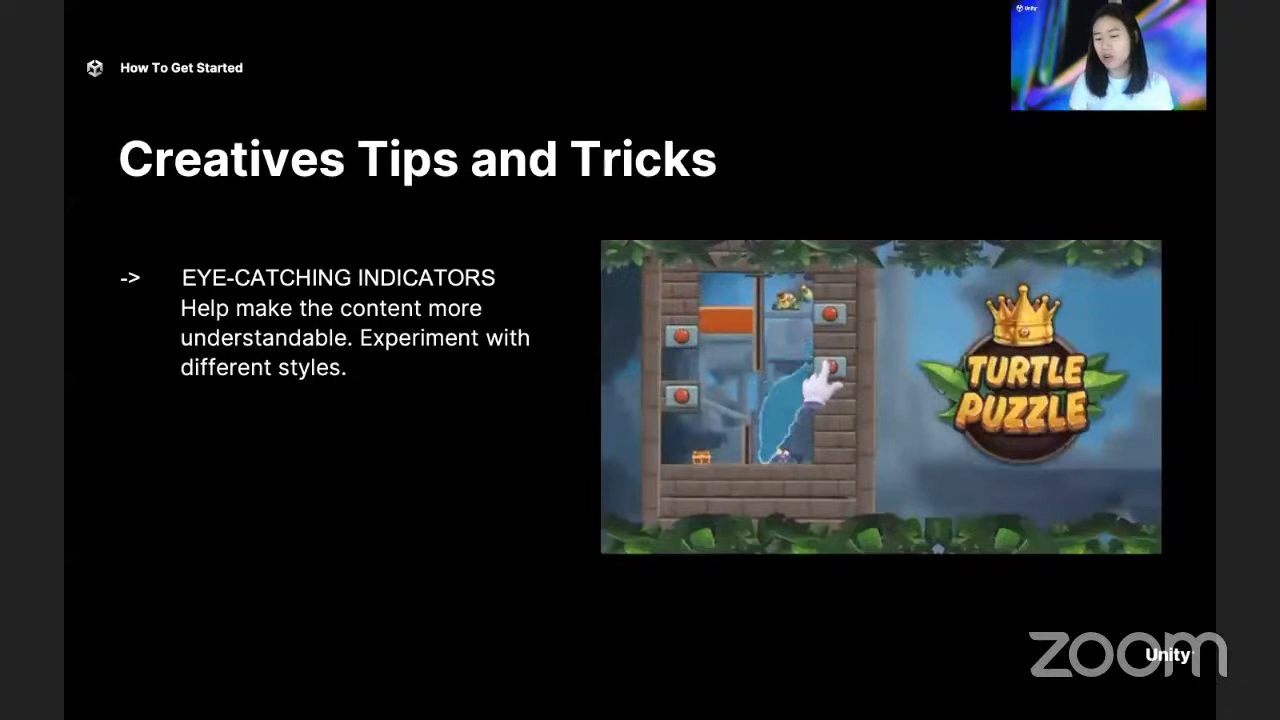 Unity
How To Get Started
Creatives Tips and Tricks
-> EYE-CATCHING INDICATORS
Help make the content more
understandable. Experiment with
different styles.
TURTLE
PUZZLE
zoom
Unity